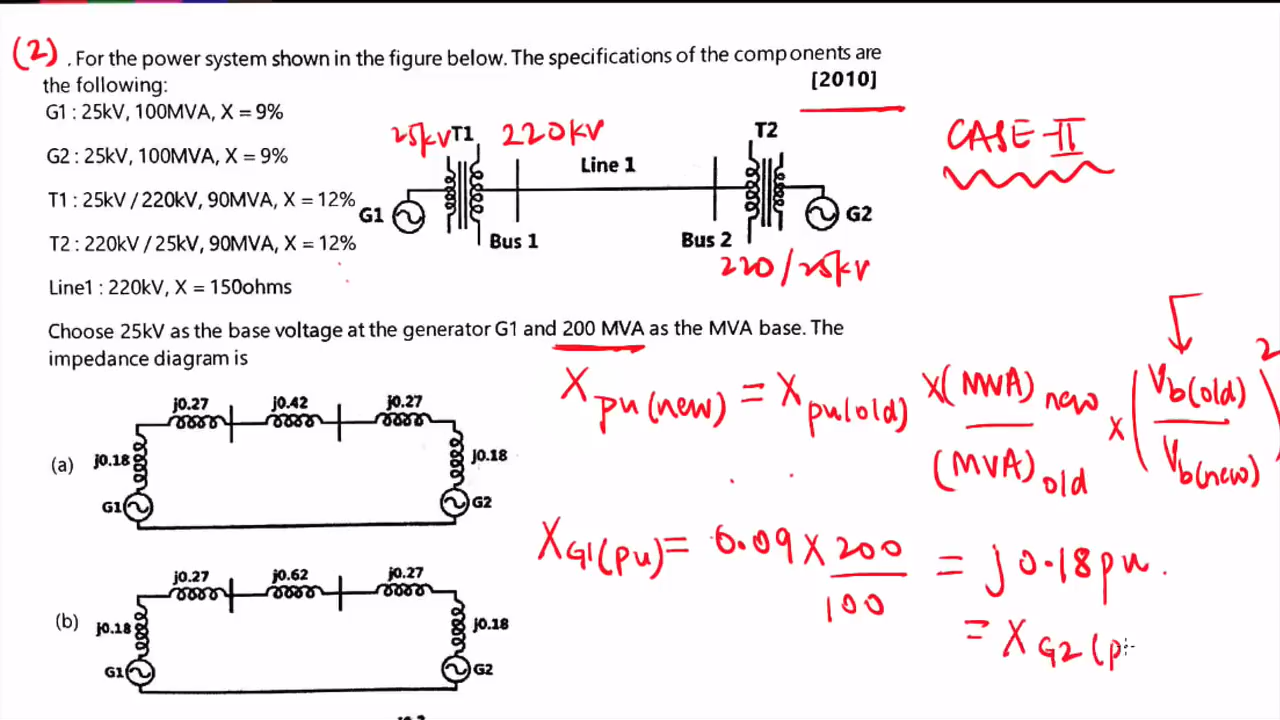 (2) . For the power system shown in the figure below. The specifications of the components are
the following:
[2010]
G1 : 25kV, 100MVA, X = 9%
G2 : 25kV, 100MVA, X = 9%
T1 : 25kV / 220kV, 90MVA, X = 12%
T2 : 220kV / 25kV, 90MVA, X = 12%
Line1 : 220kV, X = 150ohms
25kV T1 220kV
T2
Line 1
G1
G2
Bus 1
Bus 2
220/25kV
CASE-II
Choose 25kV as the base voltage at the generator G1 and 200 MVA as the MVA base. The
impedance diagram is
X pu(new) = X pu(old) × (MVA) new / (MVA) old × (Vb(old) / Vb(new))2
j0.27 j0.42 j0.27
(a) j0.18 j0.18
G1 G2
XG1(pu) = 0.09 × 200 / 100 = j0.18pu.
= XG2(p
j0.27 j0.62 j0.27
(b) j0.18 j0.18
G1 G2